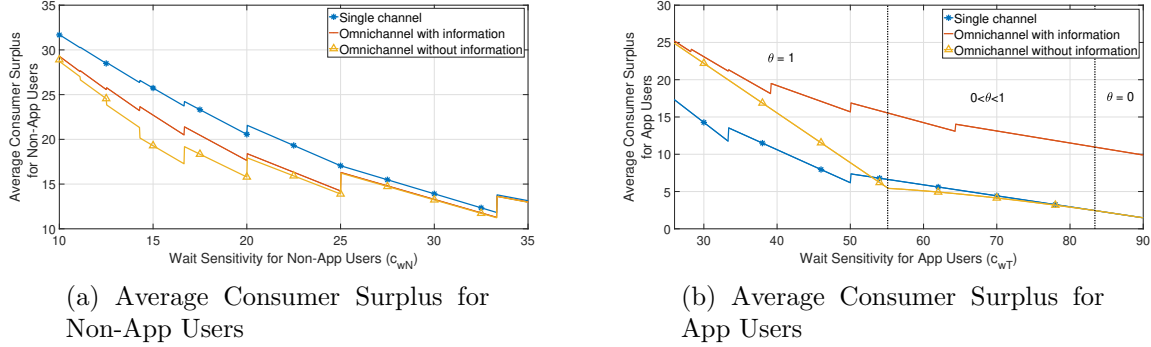 Average Consumer Surplus
for Non-App Users
35
30
25
20
15
10
10
15
20
25
30
35
Wait Sensitivity for Non-App Users (c_wN)
Single channel
Omnichannel with information
Omnichannel without information
(a) Average Consumer Surplus for
Non-App Users
Average Consumer Surplus
for App Users
30
25
20
15
10
5
0
30
40
50
60
70
80
90
Wait Sensitivity for App Users (c_wT)
Single channel
Omnichannel with information
Omnichannel without information
θ = 1
0<θ<1
θ = 0
(b) Average Consumer Surplus for
App Users